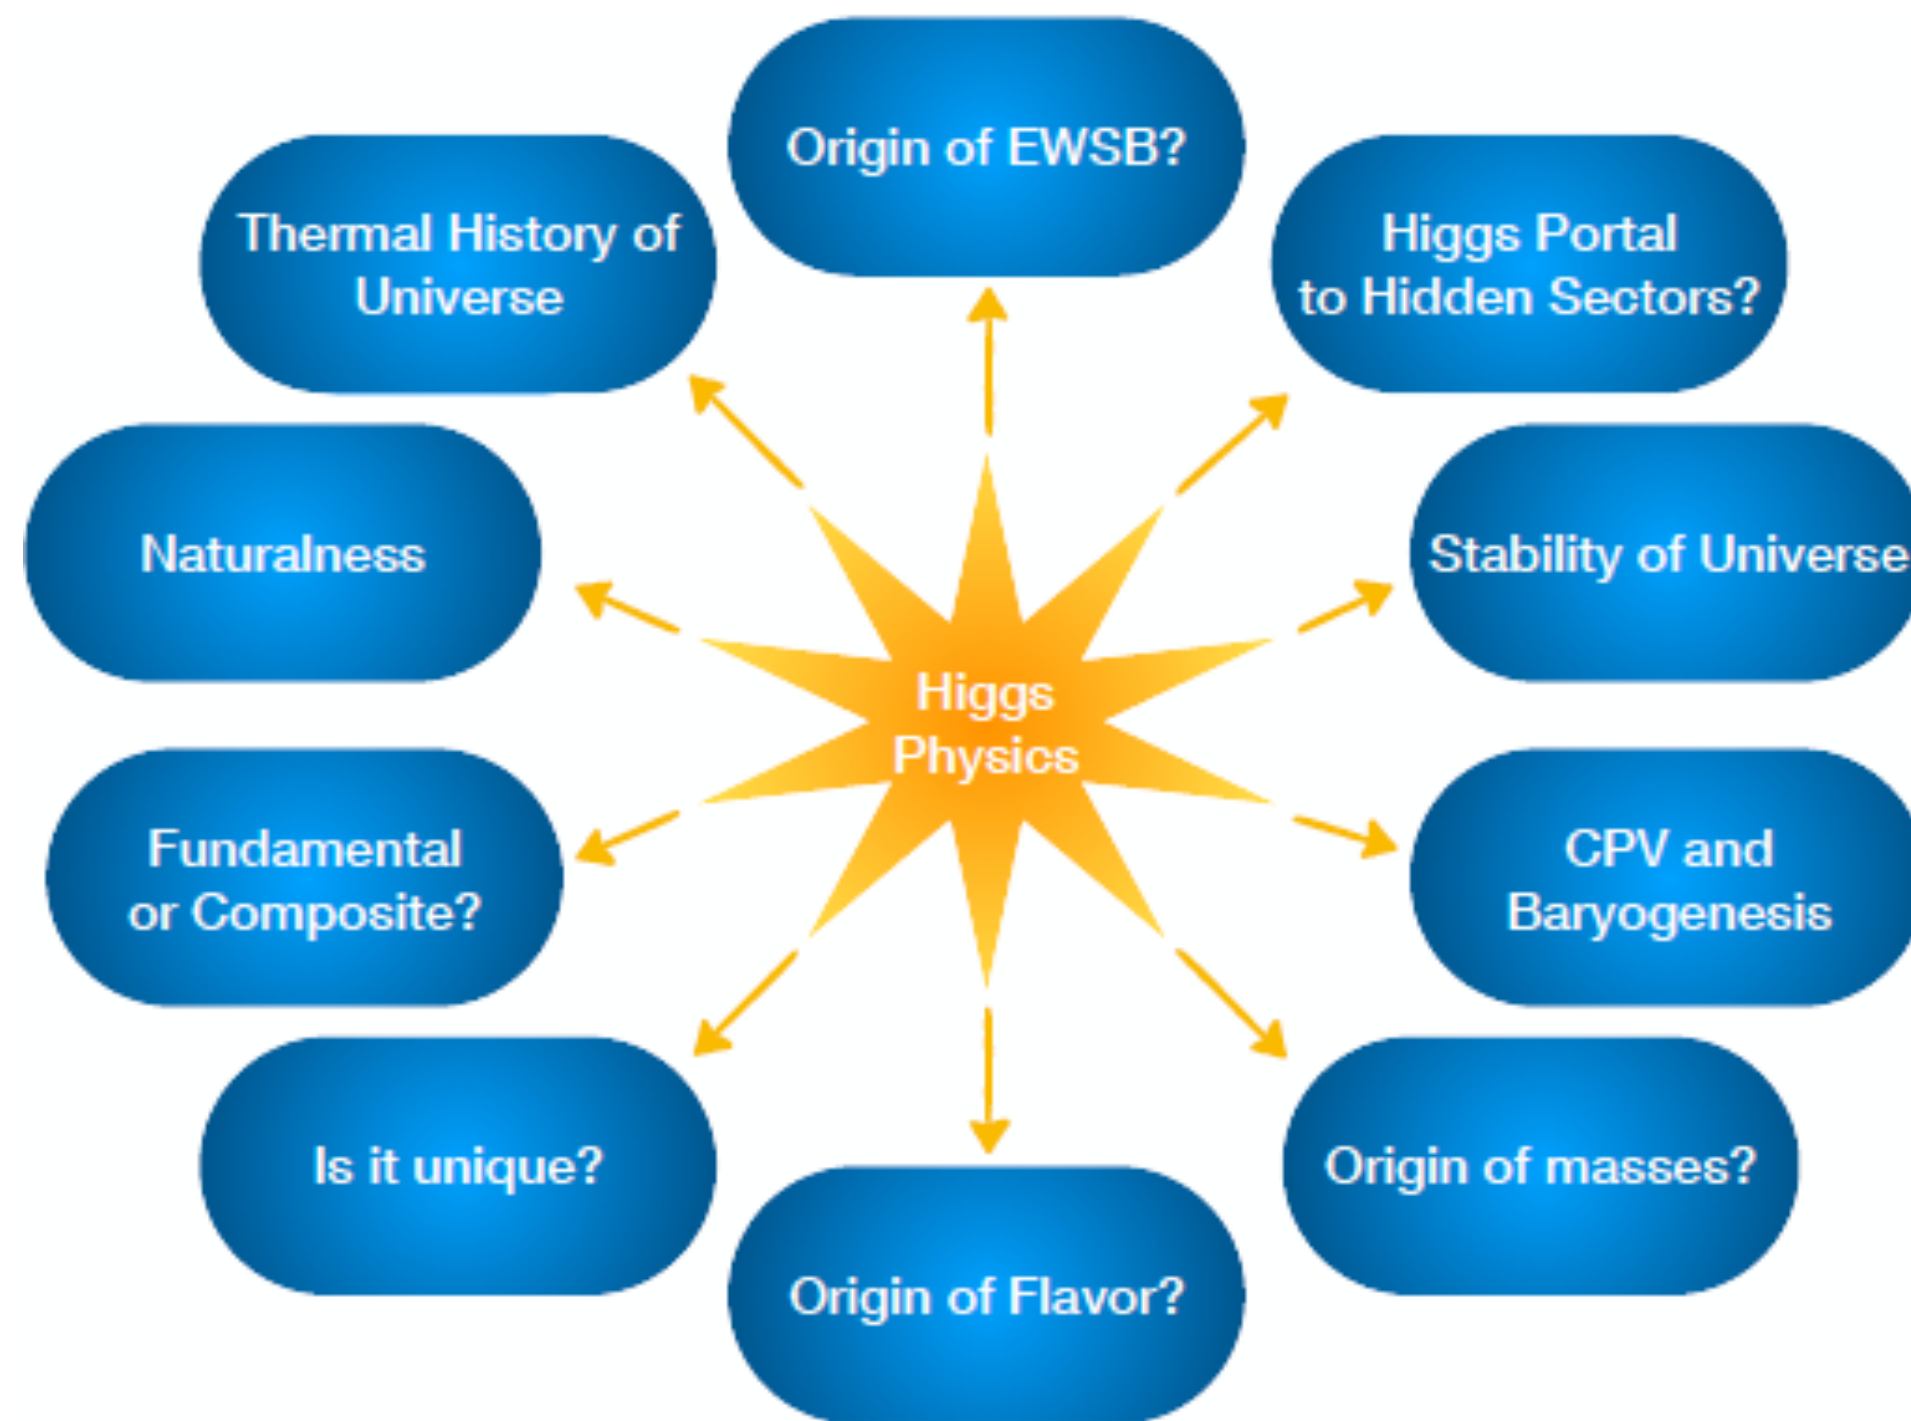 Origin of EWSB?
Thermal History of
Universe
Higgs Portal
to Hidden Sectors?
Naturalness
Stability of Universe
Higgs
Physics
Fundamental
or Composite?
CPV and
Baryogenesis
Is it unique?
Origin of masses?
Origin of Flavor?